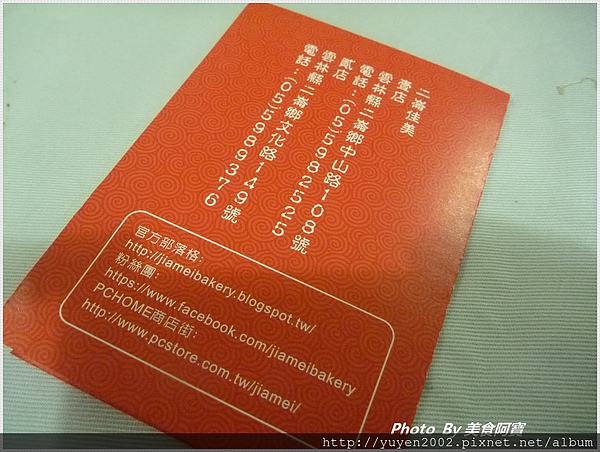 二崙佳美
壹店
雲林縣二崙鄉中山路108號
電話:(05)5982525
貳店
雲林縣二崙鄉文化路149號
電話:(05)5989376
官方部落格:
http://jiameibakery.blogspot.tw/
粉絲團:
https://www.facebook.com/jiameibakery
PCHOME商店街:
http://www.pcstore.com.tw/jiamei/
Photo By 美食阿寶
http://yuyen2002.pixnet.net/album